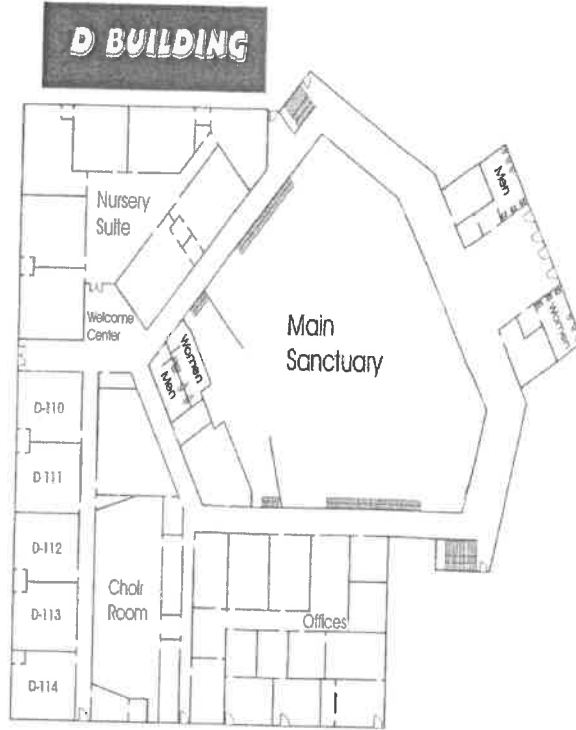 D BUILDING
Men
Nursery
Suite
Welcome
Center
Main
Sanctuary
Women
Women
Men
D-110
D-111
D-112
D-113
D-114
Choir
Room
Offices